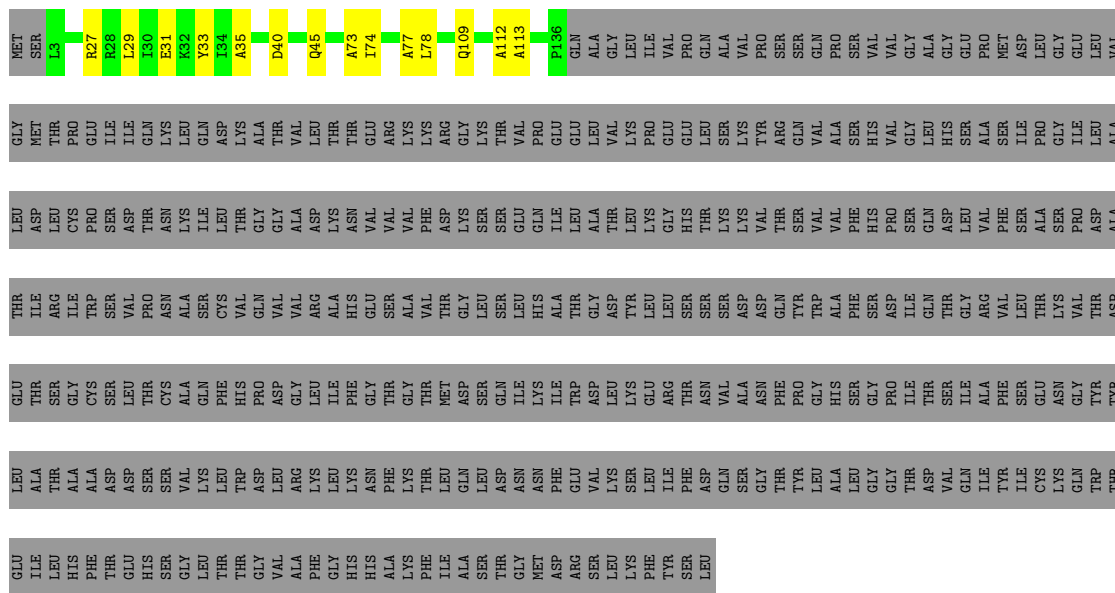 MET SER L3 R27 R28 L29 I30 E31 K32 Y33 I34 A35 D40 Q45 A73 I74 A77 L78 Q109 A112 A113 P136 GLN ALA GLY LEU ILE VAL PRO GLN ALA VAL PRO SER SER GLN PRO SER VAL VAL GLY ALA GLY GLU PRO MET ASP LEU GLY GLU LEU VAL
GLY MET THR PRO GLU ILE ILE GLN LYS LEU GLN ASP LYS ALA THR VAL LEU THR THR GLU ARG LYS LYS ARG GLY LYS THR VAL PRO GLU GLU LEU VAL LYS PRO GLU GLU LEU SER LYS TYR ARG GLN VAL ALA SER HIS VAL GLY LEU HIS SER ALA SER ILE PRO GLY ILE LEU ALA
LEU ASP LEU CYS PRO SER ASP THR ASN LYS ILE LEU THR GLY GLY ALA ASP LYS ASN VAL VAL VAL PHE ASP LYS SER SER GLU GLN ILE LEU ALA THR LEU LYS GLY HIS THR LYS LYS VAL THR SER VAL VAL PHE HIS PRO SER GLN ASP LEU VAL PHE SER ALA SER PRO ASP ALA
THR ILE ARG ILE TRP SER VAL PRO ASN ALA SER CYS VAL GLN VAL VAL ARG ALA HIS GLU SER ALA VAL THR GLY LEU SER LEU HIS ALA THR GLY ASP TYR LEU LEU SER SER SER ASP ASP GLN TYR TRP ALA PHE SER ASP ILE GLN THR GLY ARG VAL LEU THR LYS VAL THR ASP
GLU THR SER GLY CYS SER LEU THR CYS ALA GLN PHE HIS PRO ASP GLY LEU ILE PHE GLY THR GLY THR MET ASP SER GLN ILE LYS ILE TRP ASP LEU LYS GLU ARG THR ASN VAL ALA ASN PHE PRO GLY HIS SER GLY PRO ILE THR SER ILE ALA PHE SER GLU ASN GLY TYR TYR
LEU ALA THR ALA ALA ASP ASP SER SER VAL LYS LEU TRP ASP LEU ARG LYS LEU LYS ASN PHE LYS THR LEU GLN LEU ASP ASN ASN PHE GLU VAL LYS SER LEU ILE PHE ASP GLN SER GLY THR TYR LEU ALA LEU GLY GLY THR ASP VAL GLN ILE TYR ILE CYS LYS GLN TRP THR
GLU ILE LEU HIS PHE THR GLU HIS SER GLY LEU THR THR GLY VAL ALA PHE GLY HIS HIS ALA LYS PHE ILE ALA SER THR GLY MET ASP ARG SER LEU LYS PHE TYR SER LEU